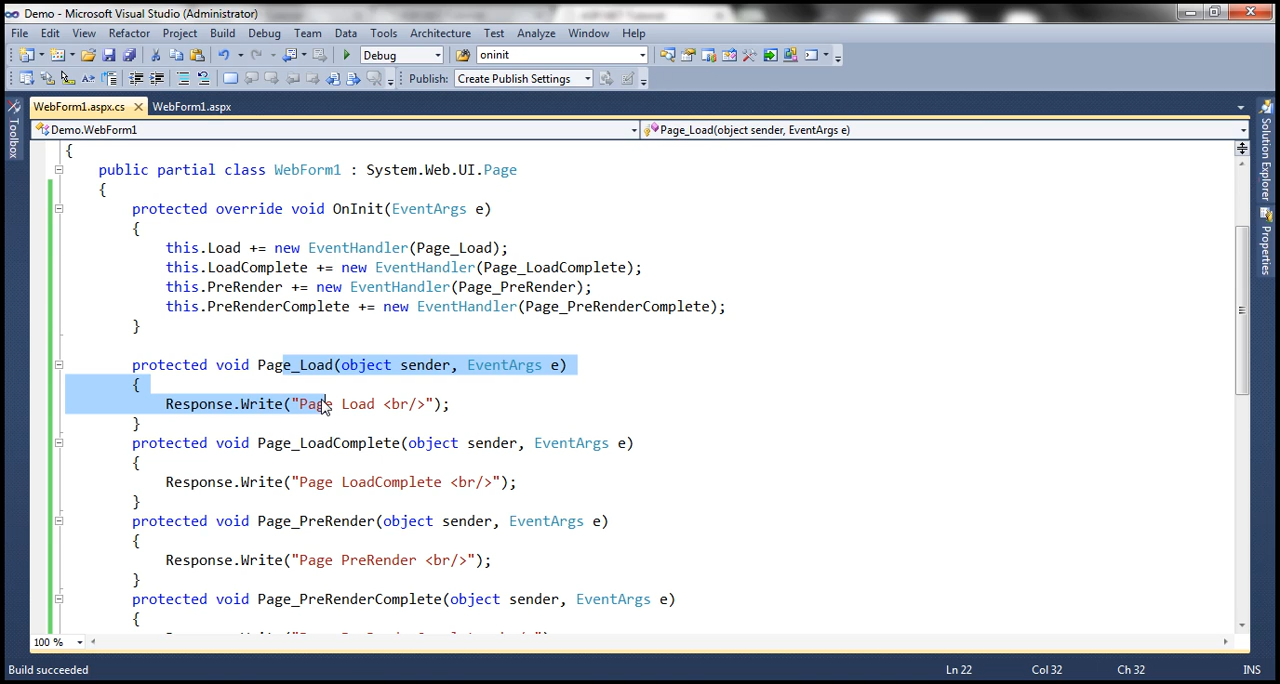 Demo - Microsoft Visual Studio (Administrator)
File Edit View Refactor Project Build Debug Team Data Tools Architecture Test Analyze Window Help
Debug oninit
Publish: Create Publish Settings
WebForm1.aspx.cs WebForm1.aspx
Demo.WebForm1 Page_Load(object sender, EventArgs e)
Toolbox
Solution Explorer
Properties
{
public partial class WebForm1 : System.Web.UI.Page
{
protected override void OnInit(EventArgs e)
{
this.Load += new EventHandler(Page_Load);
this.LoadComplete += new EventHandler(Page_LoadComplete);
this.PreRender += new EventHandler(Page_PreRender);
this.PreRenderComplete += new EventHandler(Page_PreRenderComplete);
}
protected void Page_Load(object sender, EventArgs e)
{
Response.Write("Page Load <br/>");
}
protected void Page_LoadComplete(object sender, EventArgs e)
{
Response.Write("Page LoadComplete <br/>");
}
protected void Page_PreRender(object sender, EventArgs e)
{
Response.Write("Page PreRender <br/>");
}
protected void Page_PreRenderComplete(object sender, EventArgs e)
{
100 %
Build succeeded Ln 22 Col 32 Ch 32 INS